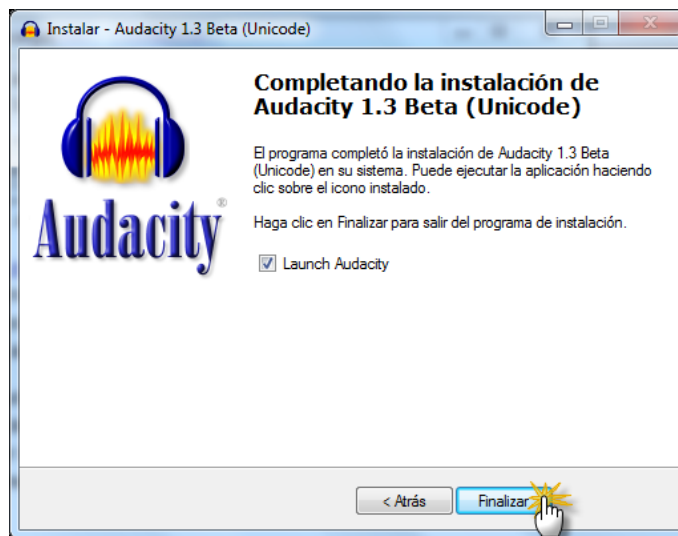 Instalar - Audacity 1.3 Beta (Unicode)
Completando la instalación de
Audacity 1.3 Beta (Unicode)
El programa completó la instalación de Audacity 1.3 Beta
(Unicode) en su sistema. Puede ejecutar la aplicación haciendo
clic sobre el icono instalado.
Haga clic en Finalizar para salir del programa de instalación.
Audacity®
Launch Audacity
< Atrás
Finalizar